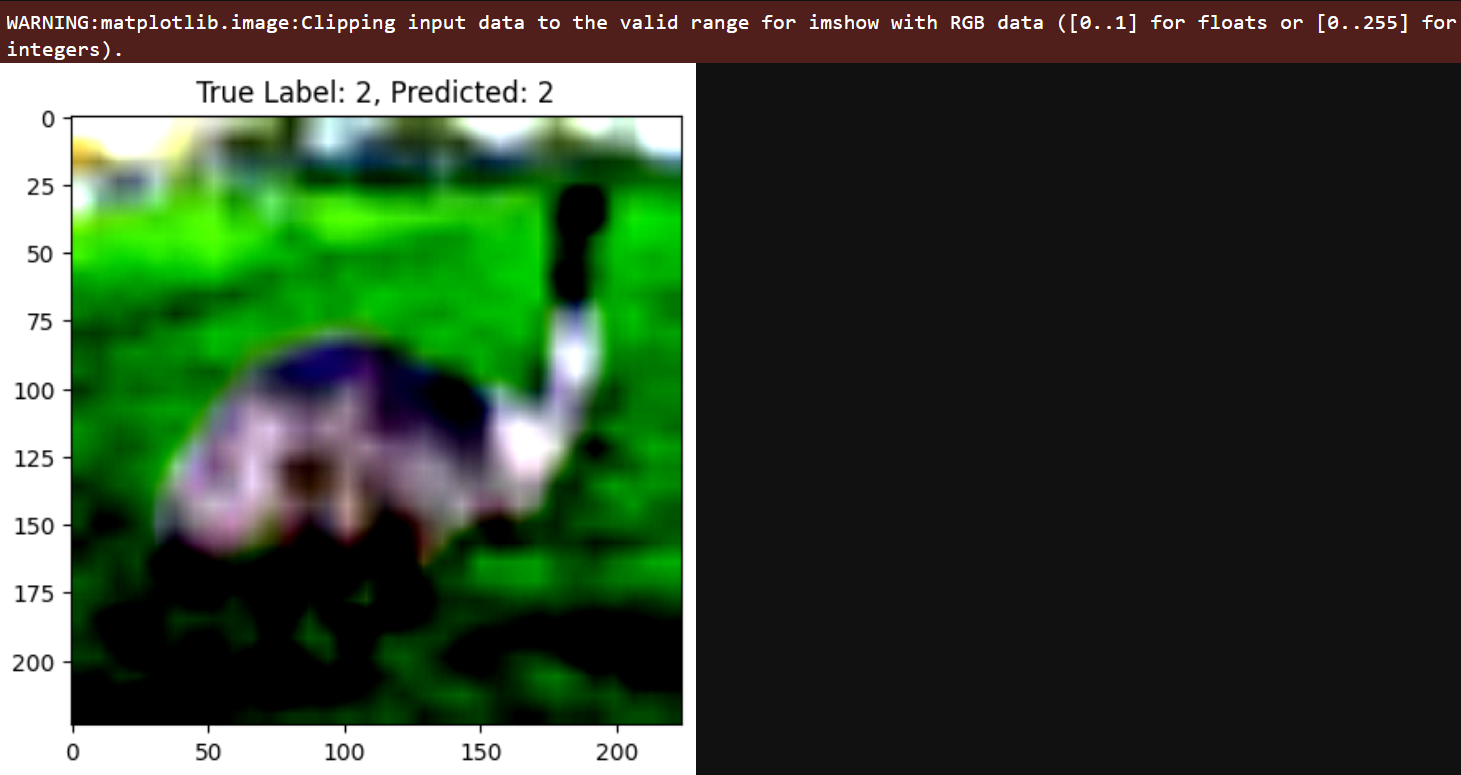 WARNING:matplotlib.image:Clipping input data to the valid range for imshow with RGB data ([0..1] for floats or [0..255] for
integers).
True Label: 2, Predicted: 2
0
25
50
75
100
125
150
175
200
0 50 100 150 200